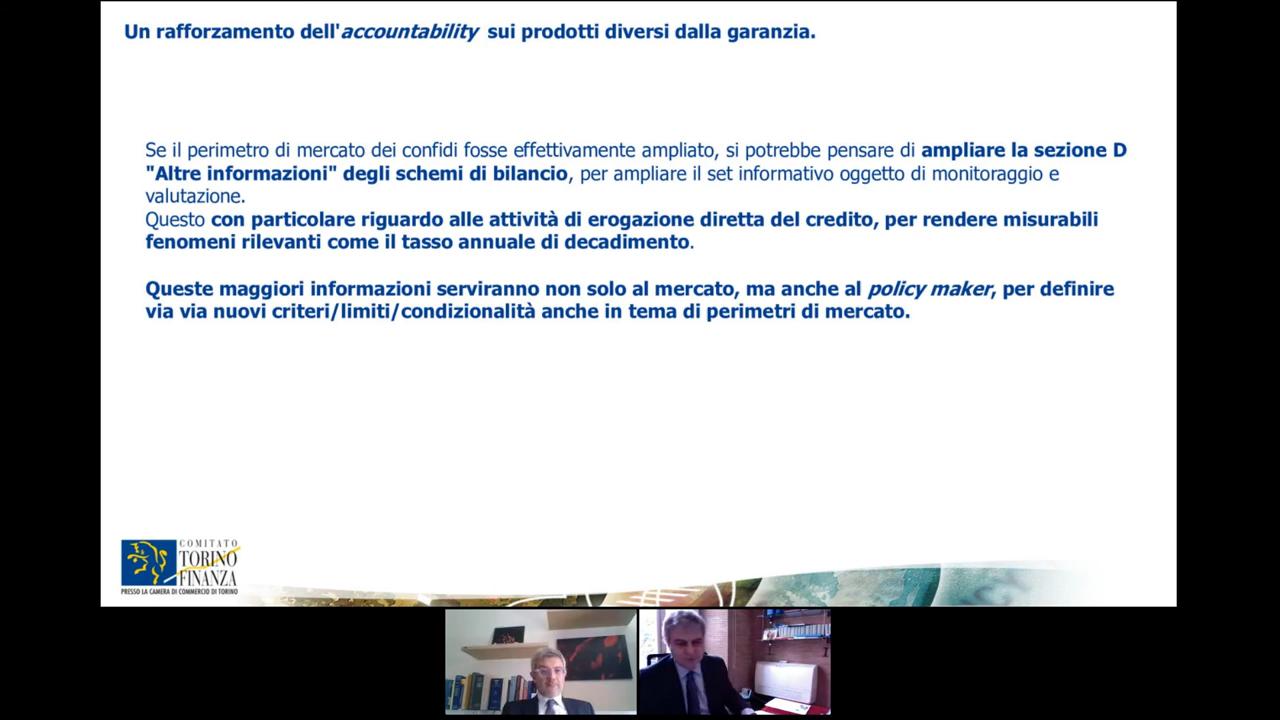 Un rafforzamento dell'accountability sui prodotti diversi dalla garanzia.
Se il perimetro di mercato dei confidi fosse effettivamente ampliato, si potrebbe pensare di ampliare la sezione D
"Altre informazioni" degli schemi di bilancio, per ampliare il set informativo oggetto di monitoraggio e
valutazione.
Questo con particolare riguardo alle attività di erogazione diretta del credito, per rendere misurabili
fenomeni rilevanti come il tasso annuale di decadimento.
Queste maggiori informazioni serviranno non solo al mercato, ma anche al policy maker, per definire
via via nuovi criteri/limiti/condizionalità anche in tema di perimetri di mercato.
COMITATO
TORINO
FINANZA
PRESSO LA CAMERA DI COMMERCIO DI TORINO